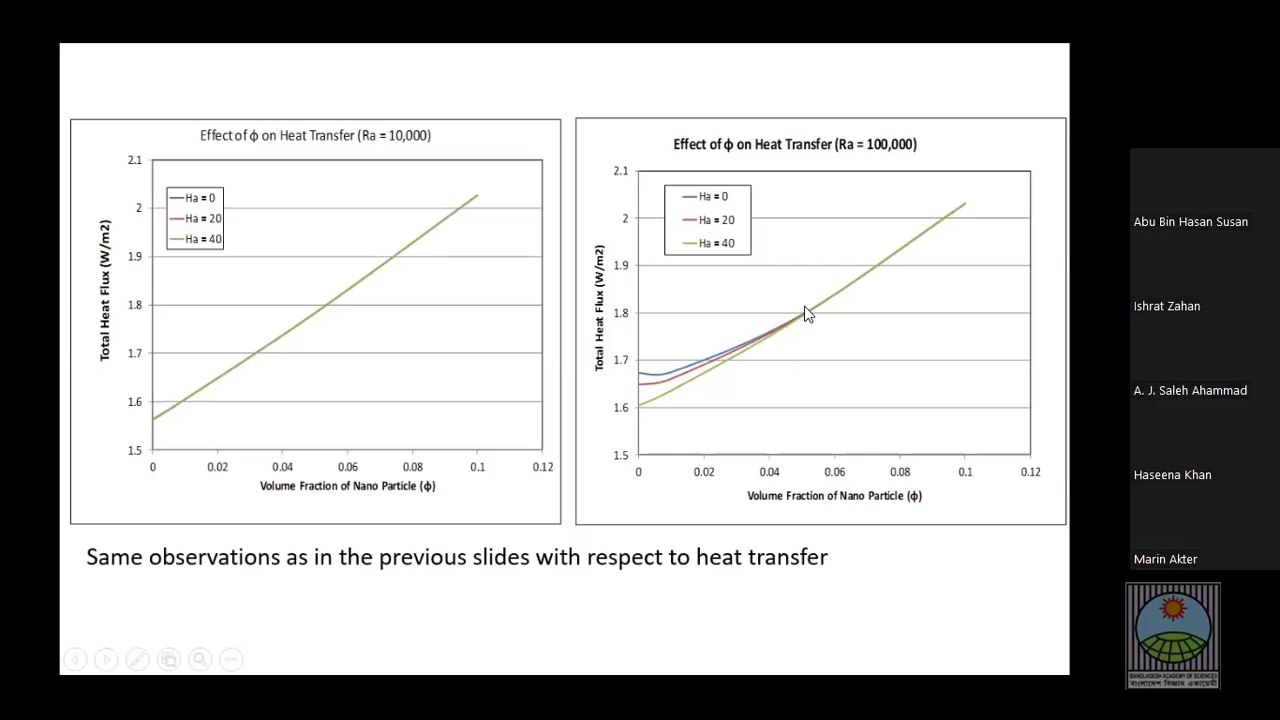 Effect of ϕ on Heat Transfer (Ra = 10,000)
2.1
2
1.9
1.8
1.7
1.6
1.5
Total Heat Flux (W/m2)
Ha = 0
Ha = 20
Ha = 40
0 0.02 0.04 0.06 0.08 0.1 0.12
Volume Fraction of Nano Particle (ϕ)
Effect of ϕ on Heat Transfer (Ra = 100,000)
2.1
2
1.9
1.8
1.7
1.6
1.5
Total Heat Flux (W/m2)
Ha = 0
Ha = 20
Ha = 40
0 0.02 0.04 0.06 0.08 0.1 0.12
Volume Fraction of Nano Particle (ϕ)
Same observations as in the previous slides with respect to heat transfer
Abu Bin Hasan Susan
Ishrat Zahan
A. J. Saleh Ahammad
Haseena Khan
Marin Akter
BANGLADESH ACADEMY OF SCIENCES
বাংলাদেশ বিজ্ঞান একাডেমী